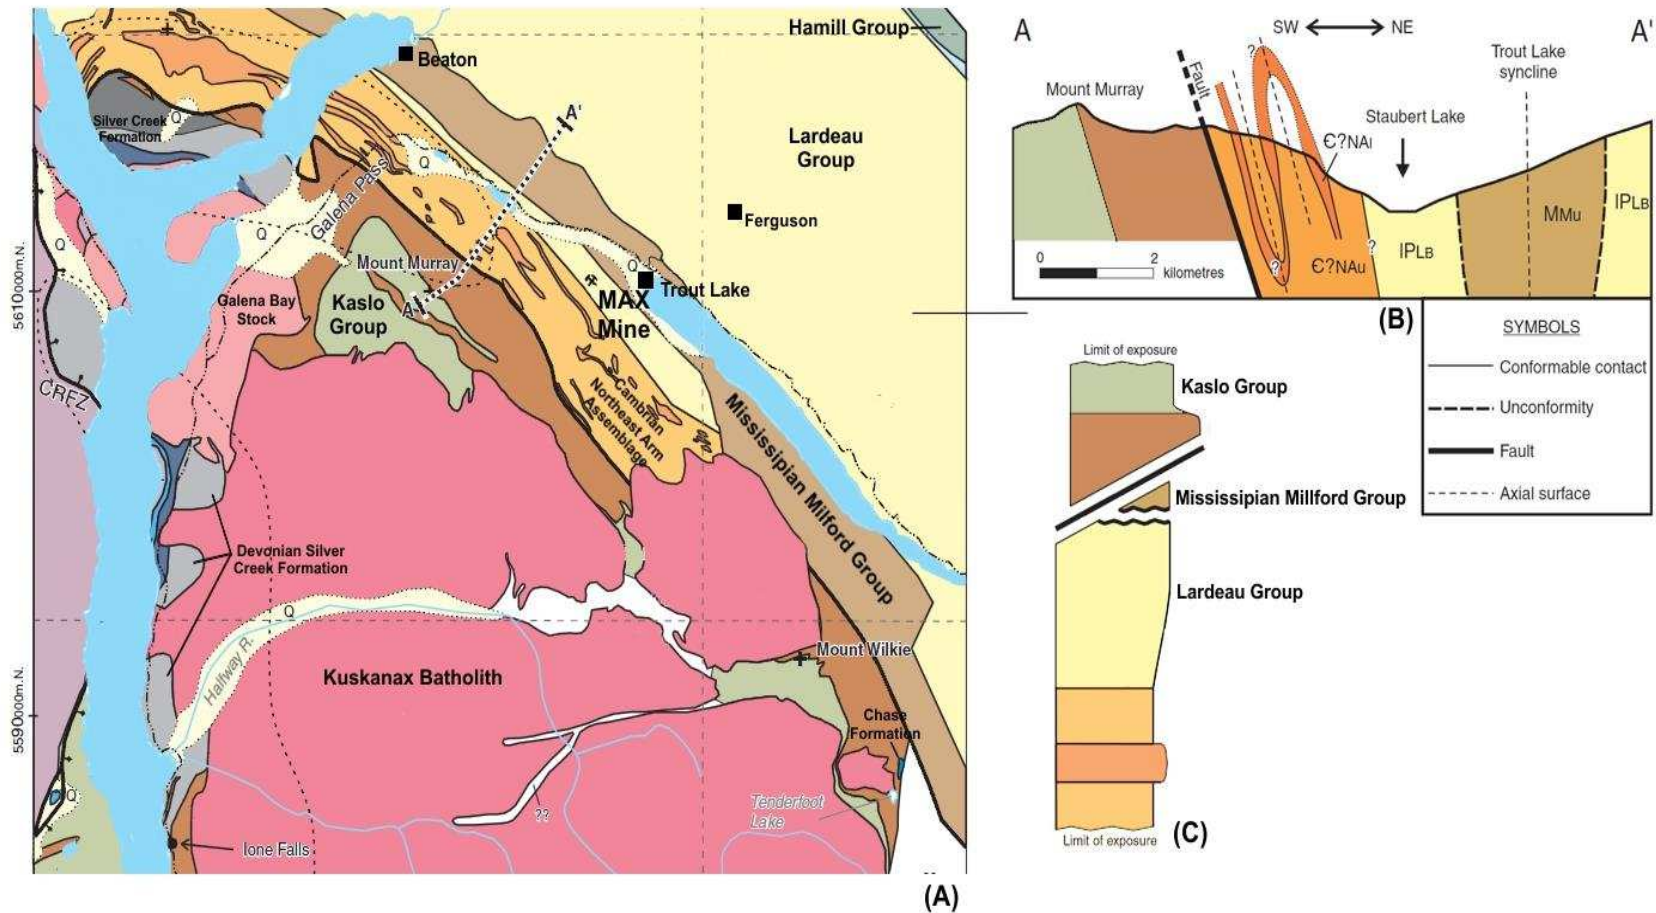 Hamill Group
Beaton
Silver Creek
Formation
Q
A'
Lardeau
Group
Q
Galena Pass
Ferguson
Q
Q
Mount Murray
Q
Trout Lake
5610000m.N.
Galena Bay
Stock
Kaslo
Group
A
MAX
Mine
CRFZ
Cambrian
Northeast Arm
Assemblage
Mississipian Milford Group
Devonian Silver
Creek Formation
Q
Halfway R.
Mount Wilkie
Kuskanax Batholith
5590000m.N.
Chase
Formation
Q
??
Tenderfoot
Lake
Ione Falls
(A)
A
SW
NE
A'
Trout Lake
syncline
?
Fault
Mount Murray
Staubert Lake
Є?NAl
MMu
IPLB
0
2
kilometres
?
Є?NAu
?
IPLB
(B)
SYMBOLS
Conformable contact
Unconformity
Fault
Axial surface
Limit of exposure
Kaslo Group
Mississipian Millford Group
Lardeau Group
Limit of exposure
(C)